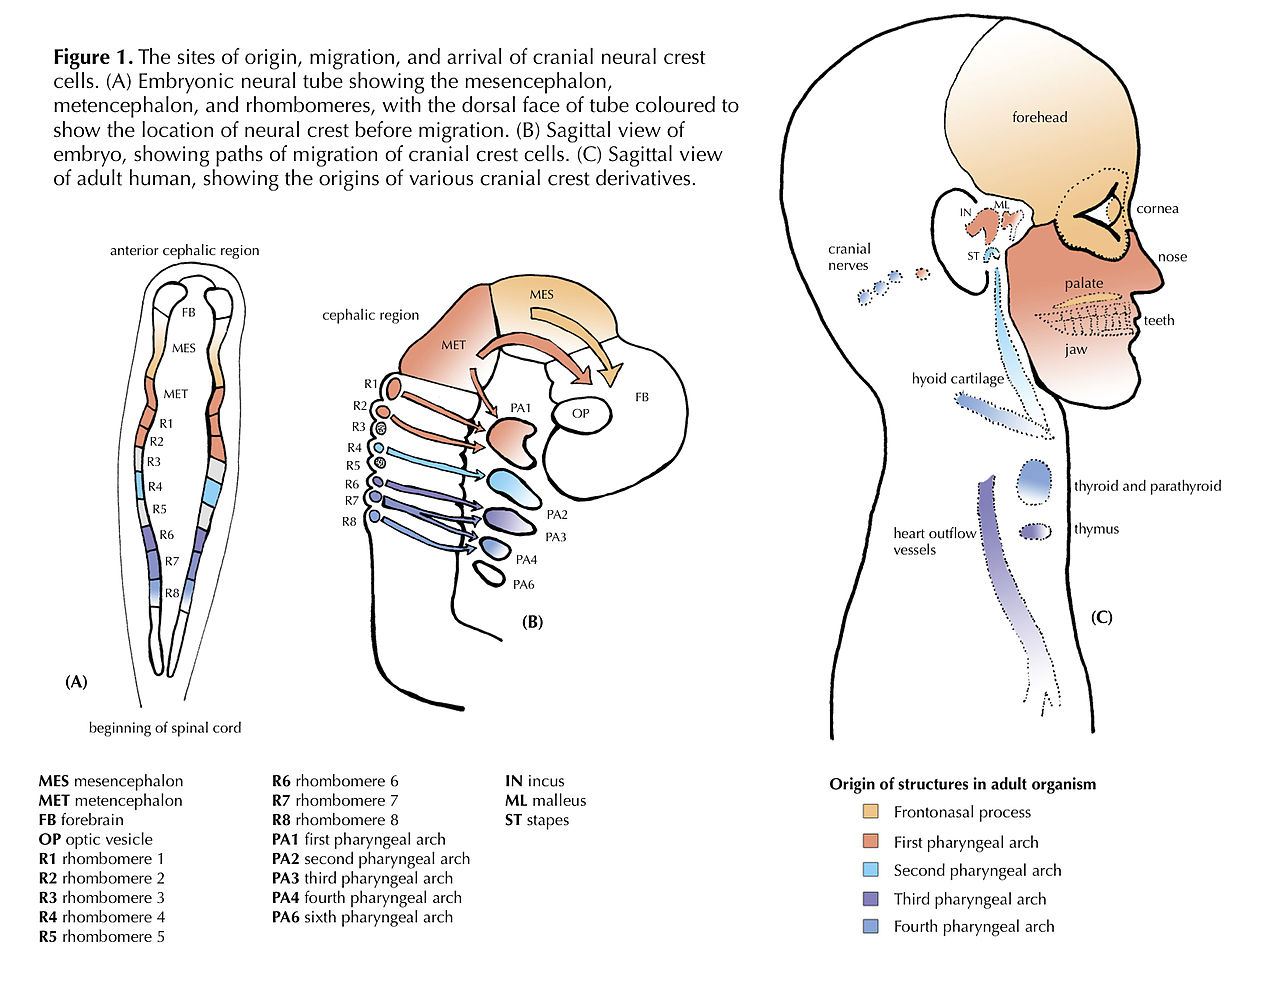 Figure 1. The sites of origin, migration, and arrival of cranial neural crest
cells. (A) Embryonic neural tube showing the mesencephalon,
metencephalon, and rhombomeres, with the dorsal face of tube coloured to
show the location of neural crest before migration. (B) Sagittal view of
embryo, showing paths of migration of cranial crest cells. (C) Sagittal view
of adult human, showing the origins of various cranial crest derivatives.
anterior cephalic region
FB
MES
MET
R1
R2
R3
R4
R5
R6
R7
R8
(A)
beginning of spinal cord
cephalic region
MES
MET
FB
OP
R1
R2
R3
R4
R5
R6
R7
R8
PA1
PA2
PA3
PA4
PA6
(B)
forehead
IN
ML
ST
cornea
nose
cranial
nerves
palate
teeth
jaw
hyoid cartilage
thyroid and parathyroid
thymus
heart outflow
vessels
(C)
MES mesencephalon
MET metencephalon
FB forebrain
OP optic vesicle
R1 rhombomere 1
R2 rhombomere 2
R3 rhombomere 3
R4 rhombomere 4
R5 rhombomere 5
R6 rhombomere 6
R7 rhombomere 7
R8 rhombomere 8
PA1 first pharyngeal arch
PA2 second pharyngeal arch
PA3 third pharyngeal arch
PA4 fourth pharyngeal arch
PA6 sixth pharyngeal arch
IN incus
ML malleus
ST stapes
Origin of structures in adult organism
Frontonasal process
First pharyngeal arch
Second pharyngeal arch
Third pharyngeal arch
Fourth pharyngeal arch